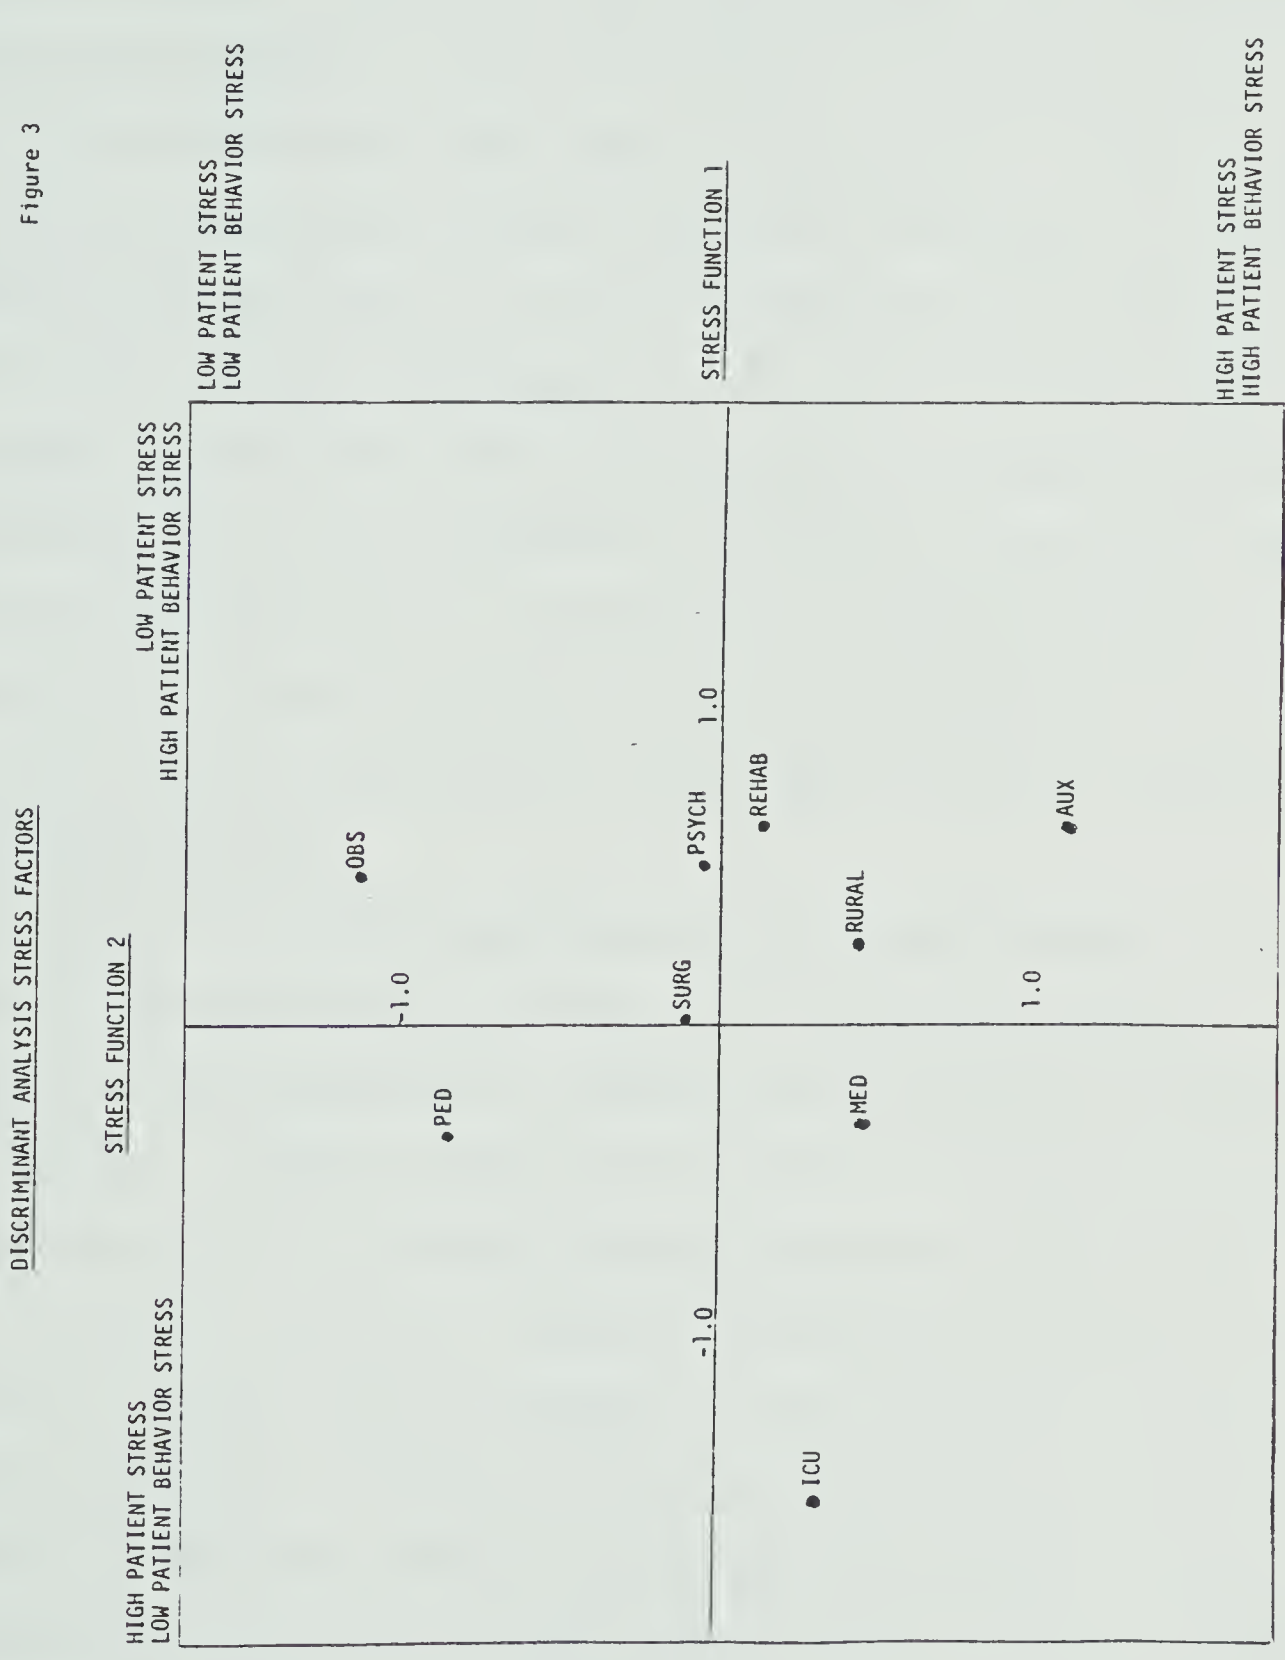 DISCRIMINANT ANALYSIS STRESS FACTORS
Figure 3
STRESS FUNCTION 2
HIGH PATIENT STRESS
LOW PATIENT BEHAVIOR STRESS
LOW PATIENT STRESS
HIGH PATIENT BEHAVIOR STRESS
LOW PATIENT STRESS
LOW PATIENT BEHAVIOR STRESS
OBS
-1.0
PED
SURG
PSYCH
-1.0
1.0
STRESS FUNCTION 1
REHAB
ICU
RURAL
MED
1.0
AUX
HIGH PATIENT STRESS
HIGH PATIENT BEHAVIOR STRESS